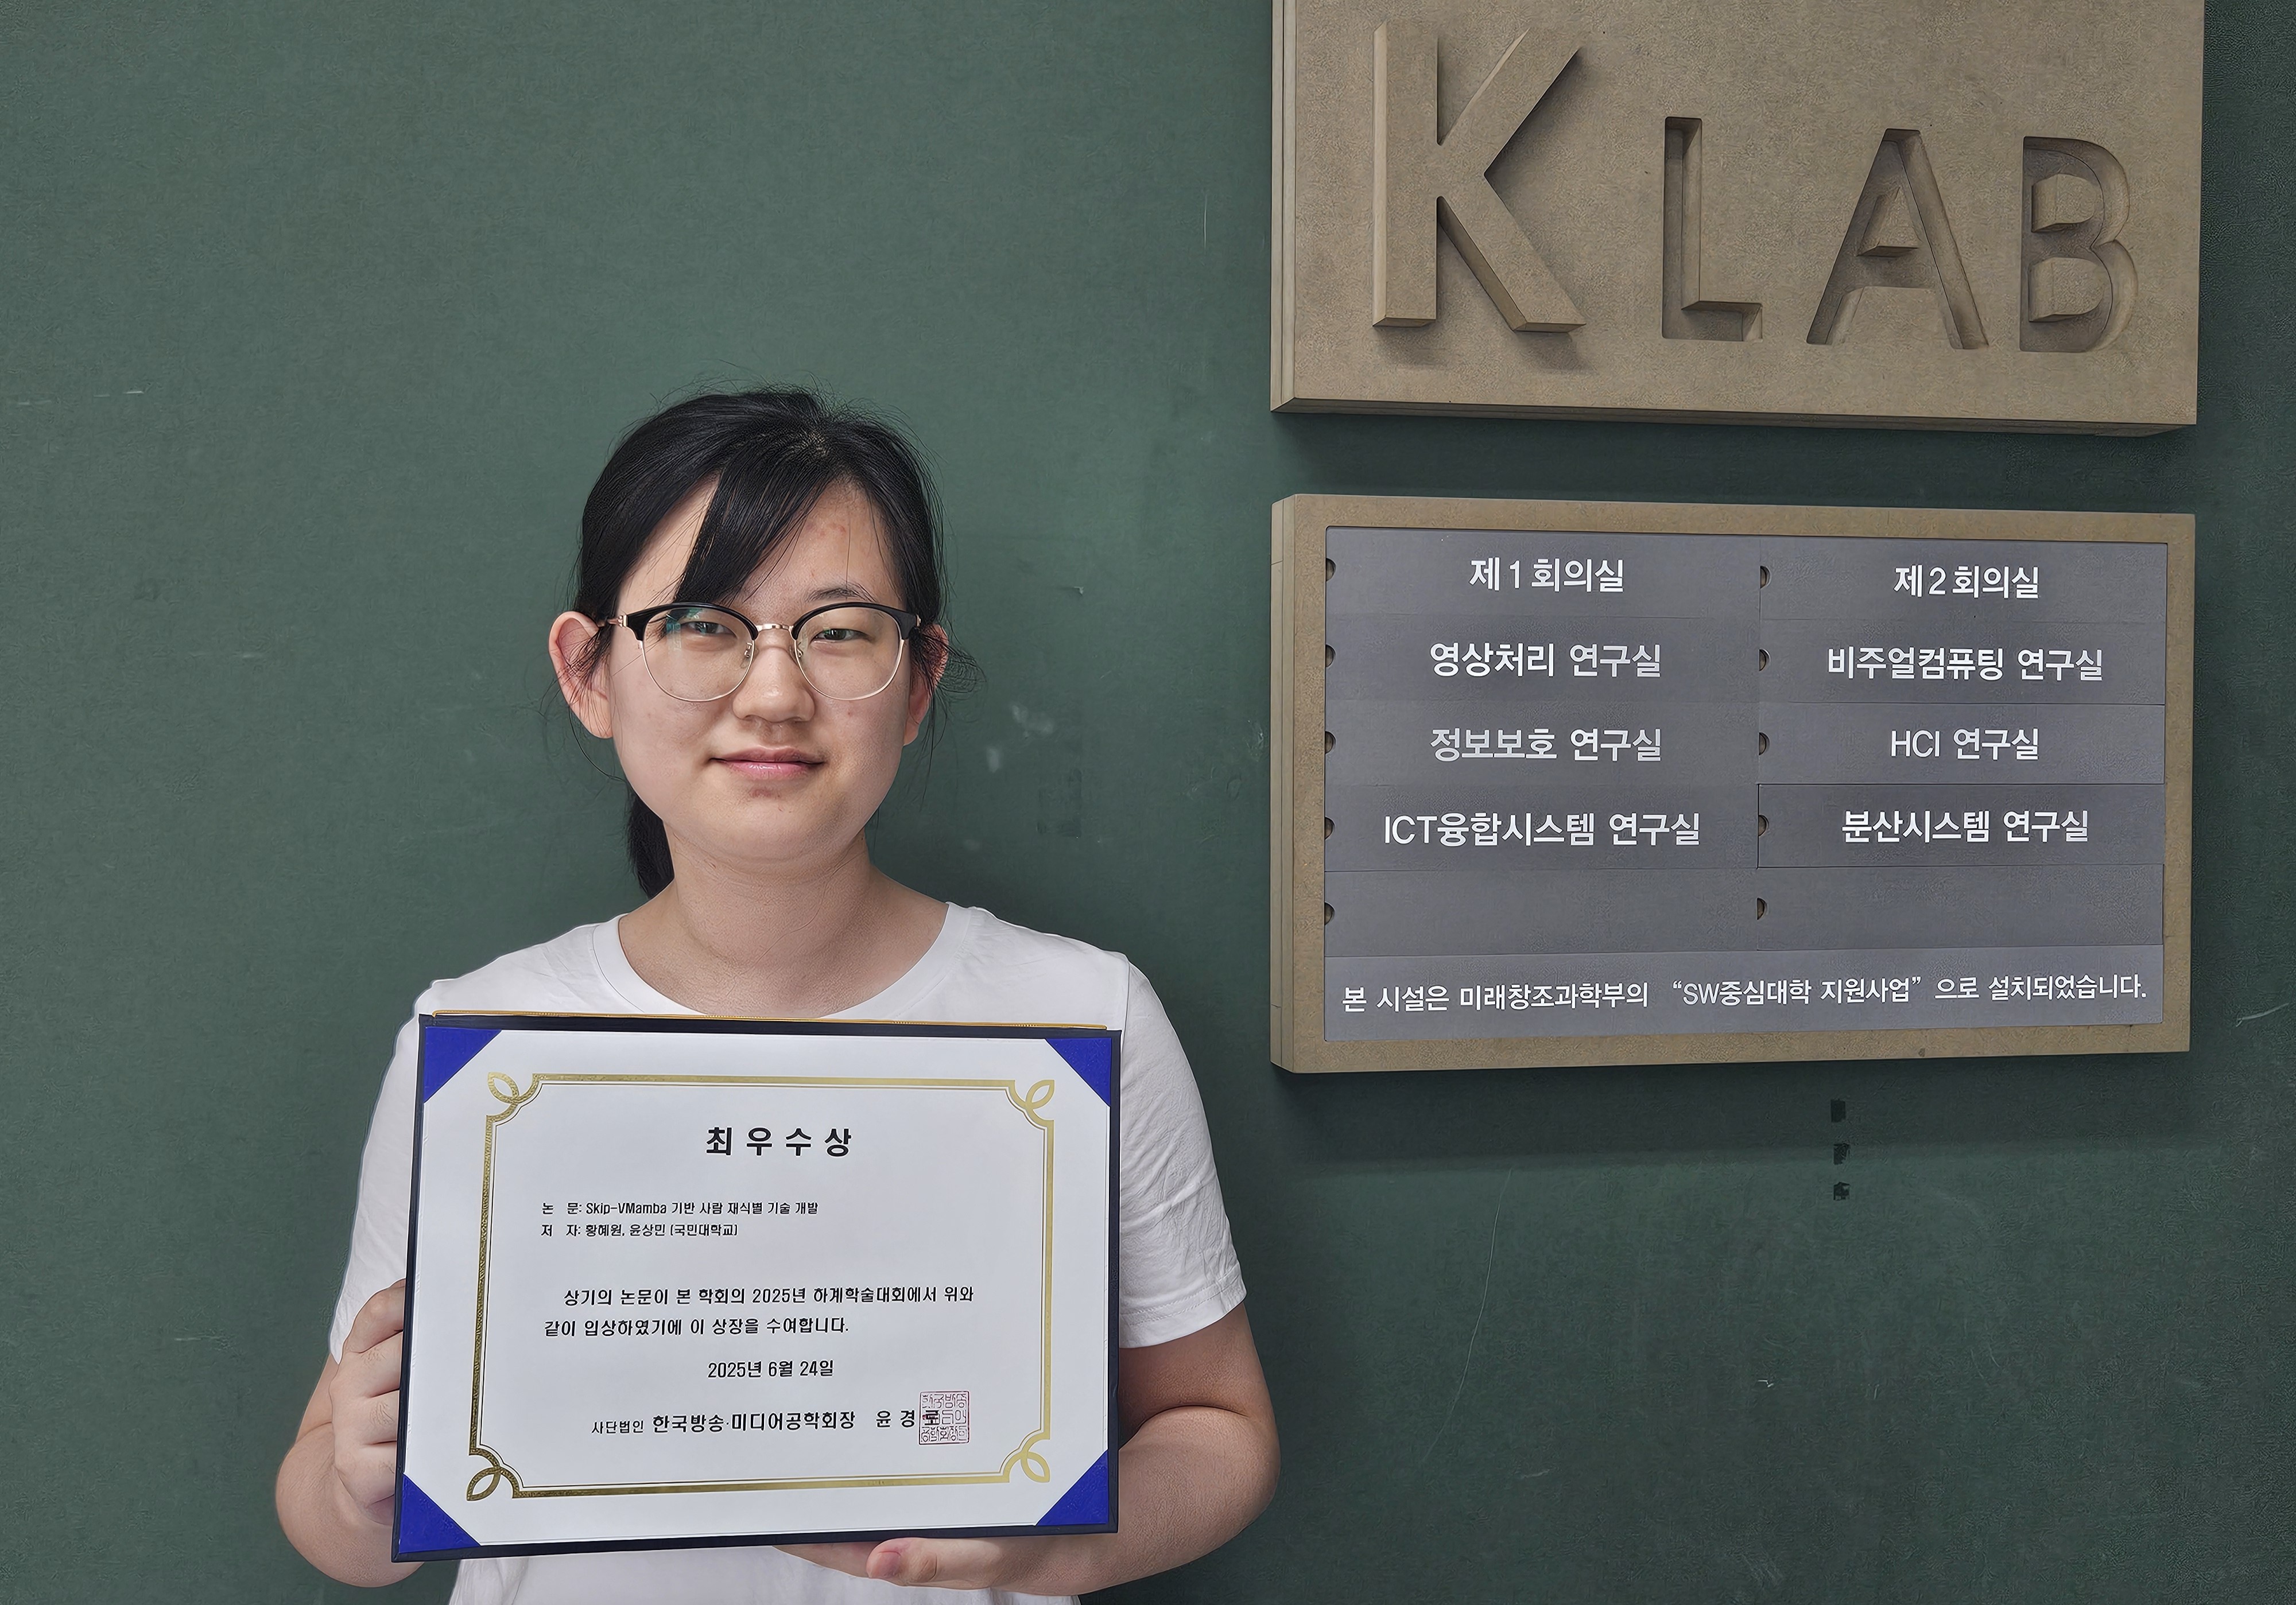 K LAB
제1회의실 제2회의실
영상처리 연구실 비주얼컴퓨팅 연구실
정보보호 연구실 HCI 연구실
ICT융합시스템 연구실 분산시스템 연구실
본 시설은 미래창조과학부의 “SW중심대학 지원사업”으로 설치되었습니다.
최우수상
논 문: Skip-VMamba 기반 사람 재식별 기술 개발
저 자: 황혜원, 윤상민 (국민대학교)
상기의 논문이 본 학회의 2025년 하계학술대회에서 위와
같이 입상하였기에 이 상장을 수여합니다.
2025년 6월 24일
사단법인 한국방송·미디어공학회장 윤경로